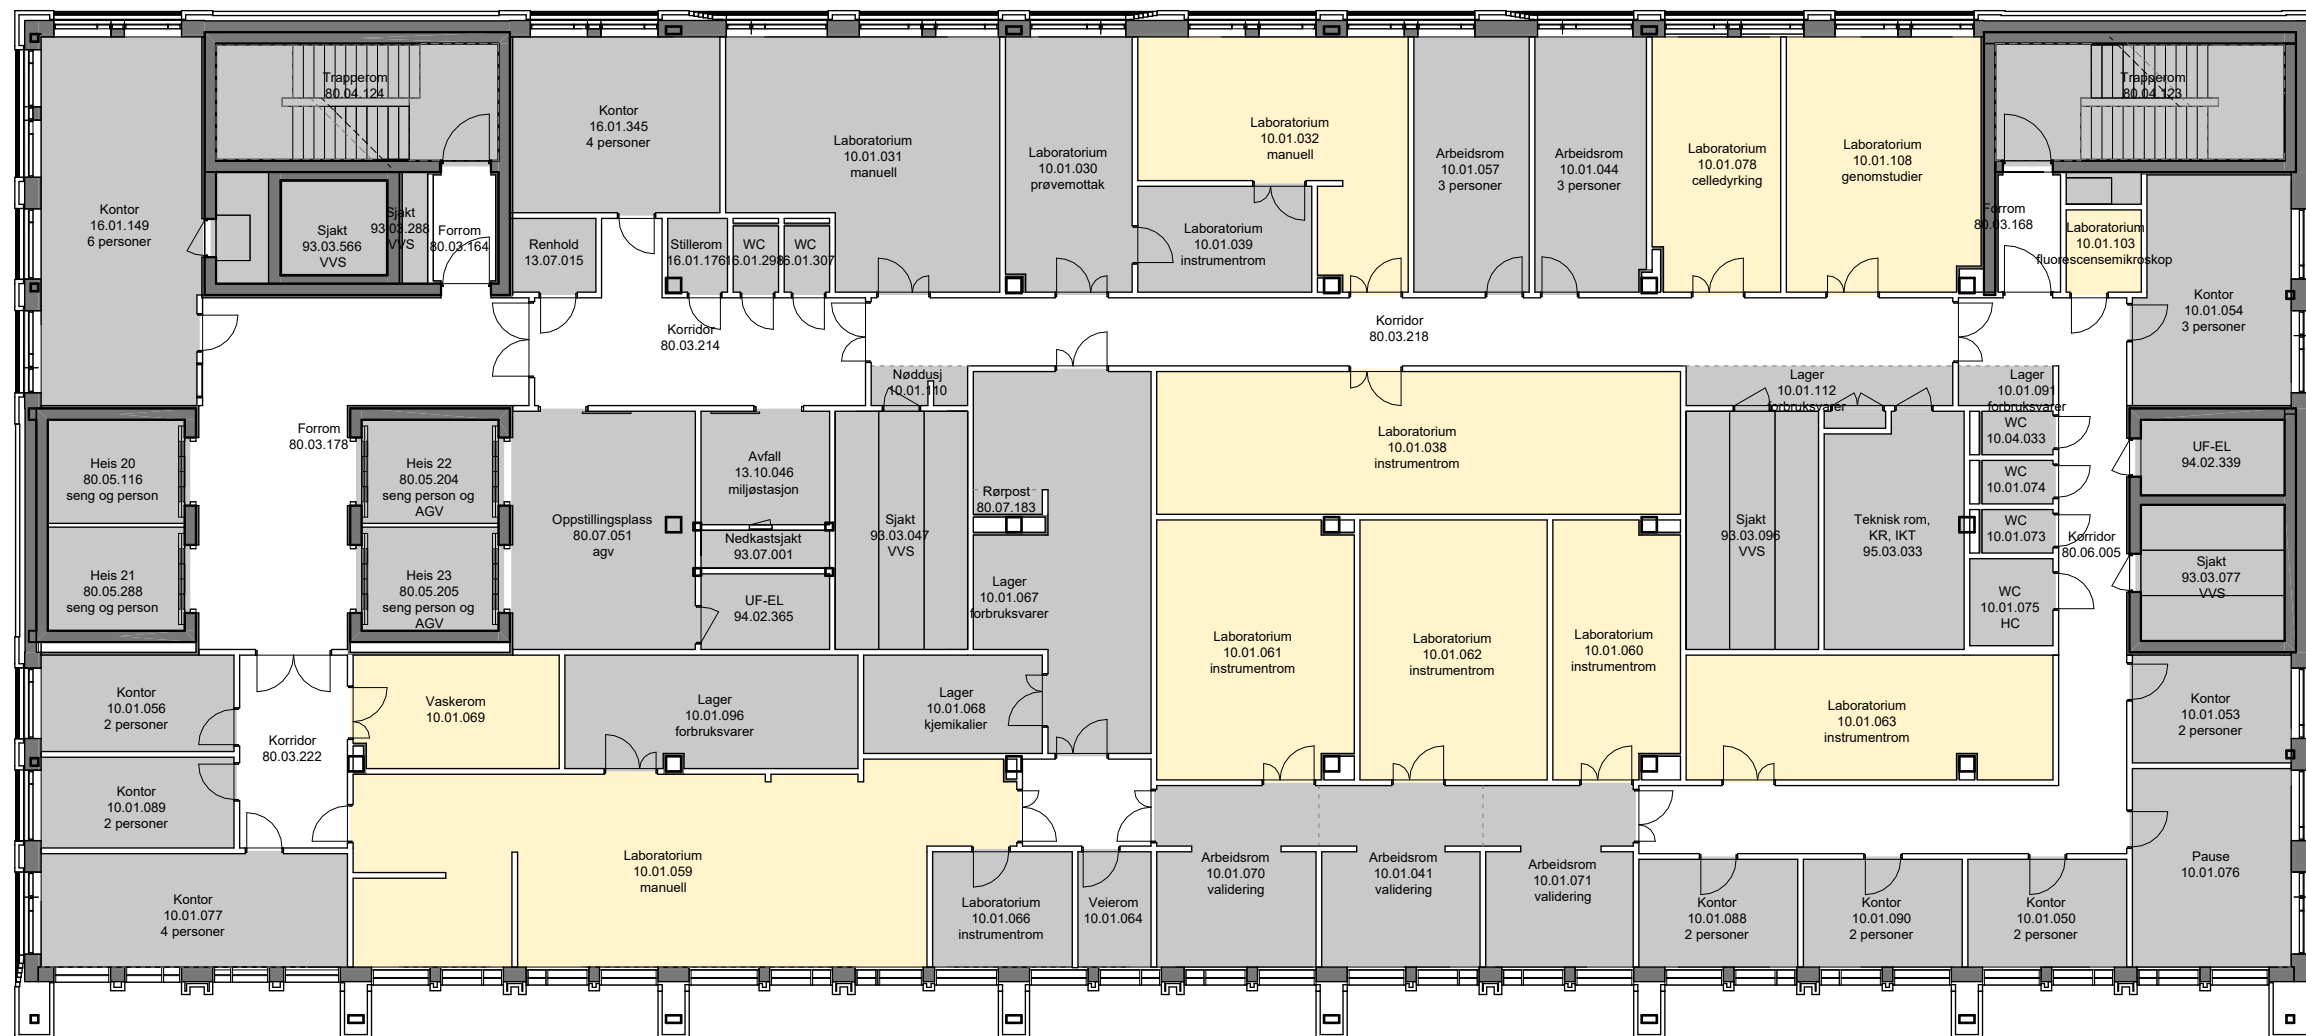 Trapperom
80.04.124
Kontor
16.01.345
4 personer
Laboratorium
10.01.031
manuell
Laboratorium
10.01.030
prøvemottak
Laboratorium
10.01.032
manuell
Arbeidsrom
10.01.057
3 personer
Arbeidsrom
10.01.044
3 personer
Laboratorium
10.01.078
celledyrking
Laboratorium
10.01.108
genomstudier
Trapperom
80.04.123
Kontor
16.01.149
6 personer
Sjakt
93.03.566
VVS
Sjakt
93.03.288
VVS
Forrom
80.03.164
Renhold
13.07.015
Stillerom
16.01.176
WC
16.01.298
WC
16.01.307
Laboratorium
10.01.039
instrumentrom
Forrom
80.03.168
Laboratorium
10.01.103
fluorescensemikroskop
Kontor
10.01.054
3 personer
Korridor
80.03.214
Korridor
80.03.218
Nøddusj
10.01.110
Lager
10.01.112
forbruksvarer
Lager
10.01.091
forbruksvarer
Forrom
80.03.178
Heis 20
80.05.116
seng og person
Heis 22
80.05.204
seng person og
AGV
Avfall
13.10.046
miljøstasjon
Laboratorium
10.01.038
instrumentrom
WC
10.04.033
UF-EL
94.02.339
WC
10.01.074
Rørpost
80.07.183
Oppstillingsplass
80.07.051
agv
Nedkastsjakt
93.07.001
Sjakt
93.03.047
VVS
Sjakt
93.03.096
VVS
Teknisk rom,
KR, IKT
95.03.033
WC
10.01.073
Korridor
80.06.005
Heis 21
80.05.288
seng og person
Heis 23
80.05.205
seng person og
AGV
UF-EL
94.02.365
Lager
10.01.067
forbruksvarer
WC
10.01.075
HC
Sjakt
93.03.077
VVS
Laboratorium
10.01.061
instrumentrom
Laboratorium
10.01.062
instrumentrom
Laboratorium
10.01.060
instrumentrom
Kontor
10.01.056
2 personer
Vaskerom
10.01.069
Lager
10.01.096
forbruksvarer
Lager
10.01.068
kjemikalier
Laboratorium
10.01.063
instrumentrom
Kontor
10.01.053
2 personer
Korridor
80.03.222
Kontor
10.01.089
2 personer
Laboratorium
10.01.059
manuell
Arbeidsrom
10.01.070
validering
Arbeidsrom
10.01.041
validering
Arbeidsrom
10.01.071
validering
Pause
10.01.076
Kontor
10.01.077
4 personer
Laboratorium
10.01.066
instrumentrom
Veierom
10.01.064
Kontor
10.01.088
2 personer
Kontor
10.01.090
2 personer
Kontor
10.01.050
2 personer